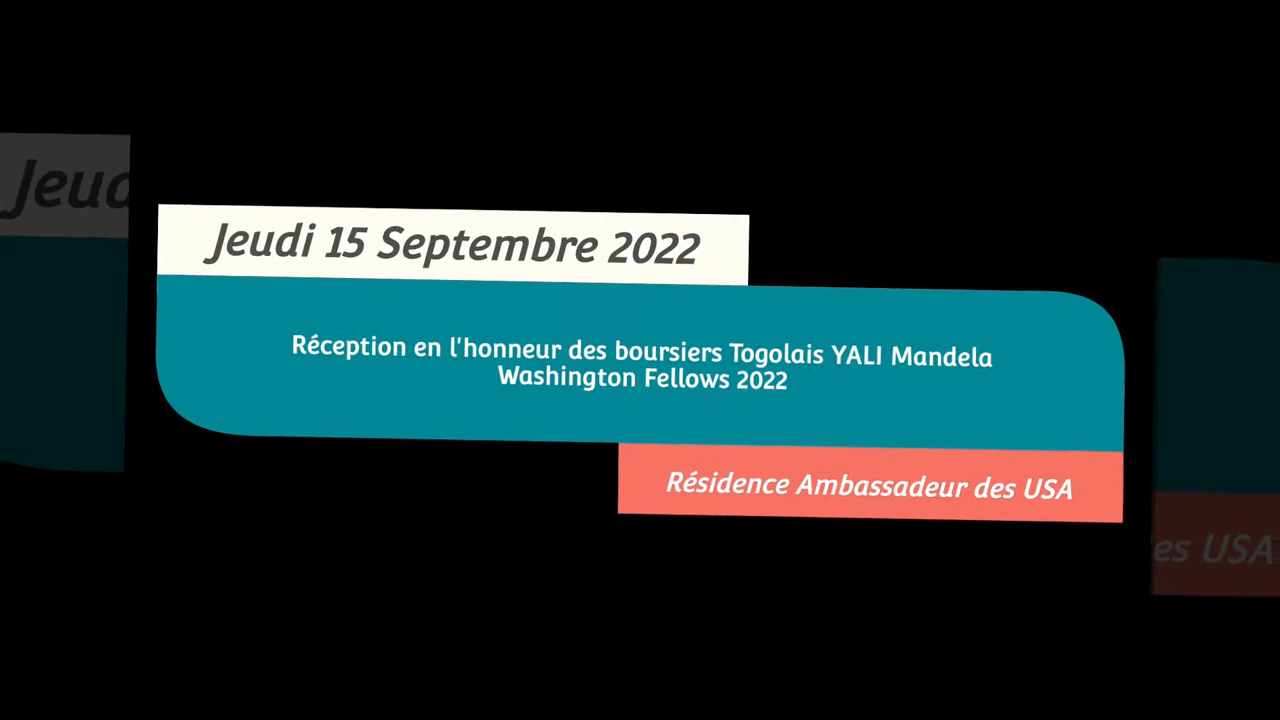 Jeudi 15 Septembre 2022
Réception en l'honneur des boursiers Togolais YALI Mandela
Washington Fellows 2022
Résidence Ambassadeur des USA